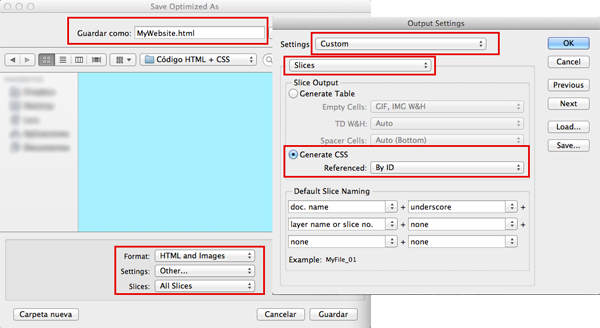 Save Optimized As
Guardar como: MyWebsite.html
Código HTML + CSS
Format: HTML and Images
Settings: Other...
Slices: All Slices
Carpeta nueva
Cancelar
Guardar
Output Settings
Settings Custom
OK
Slices
Cancel
Slice Output
Generate Table
Previous
Empty Cells: GIF, IMG W&H
Next
TD W&H: Auto
Load...
Spacer Cells: Auto (Bottom)
Save...
Generate CSS
Referenced: By ID
Default Slice Naming
doc. name + underscore +
layer name or slice no. + none +
none + none
Example: MyFile_01